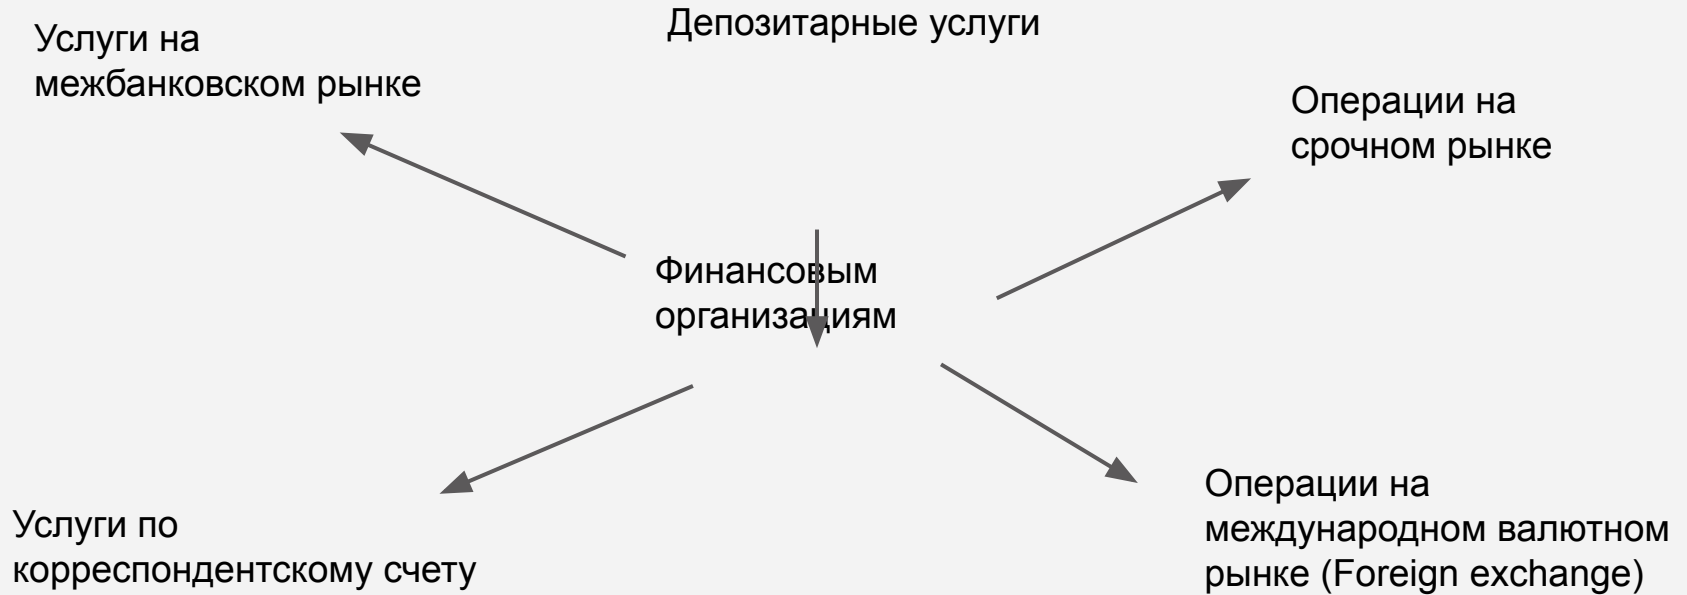 Депозитарные услуги
Услуги на
межбанковском рынке
Операции на
срочном рынке
Финансовым
организациям
Услуги по
корреспондентскому счету
Операции на
международном валютном
рынке (Foreign exchange)